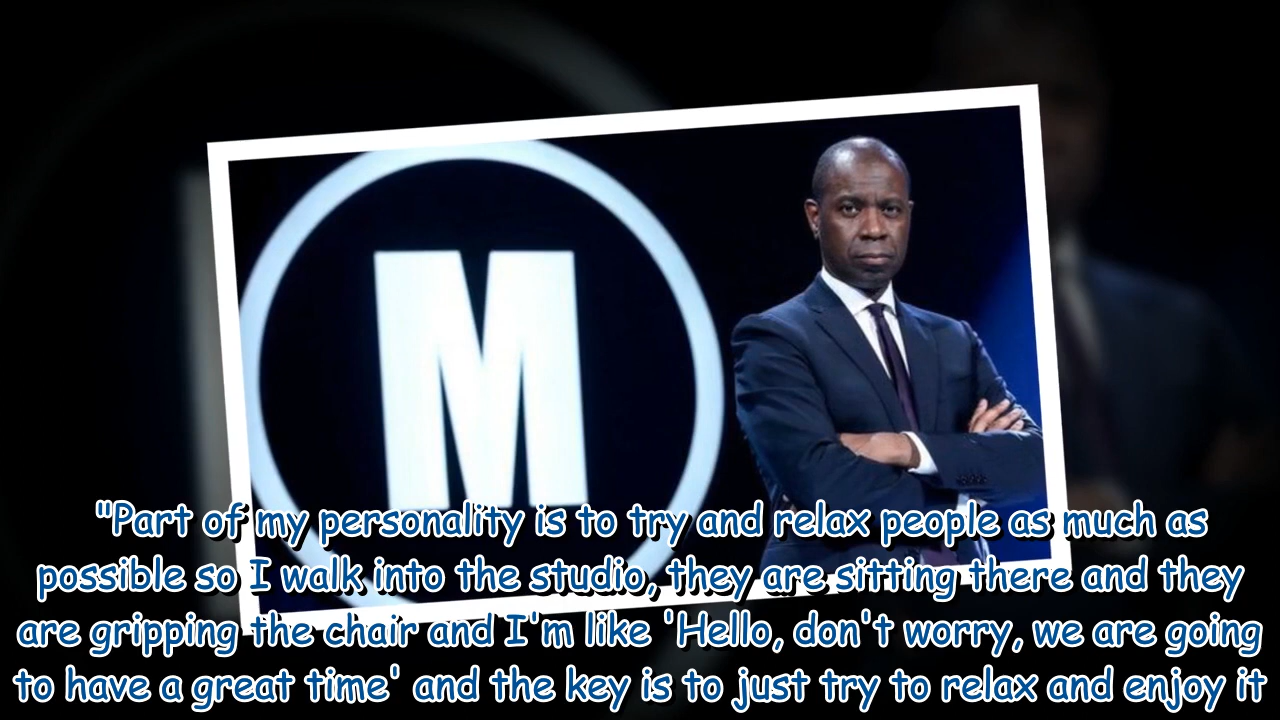 M
"Part of my personality is to try and relax people as much as
possible so I walk into the studio, they are sitting there and they
are gripping the chair and I'm like 'Hello, don't worry, we are going
to have a great time' and the key is to just try to relax and enjoy it